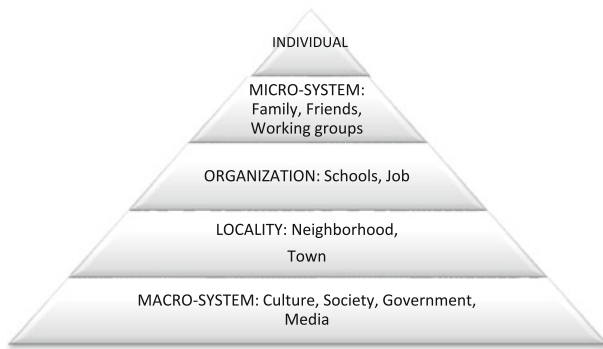 INDIVIDUAL
MICRO-SYSTEM:
Family, Friends,
Working groups
ORGANIZATION: Schools, Job
LOCALITY: Neighborhood,
Town
MACRO-SYSTEM: Culture, Society, Government,
Media